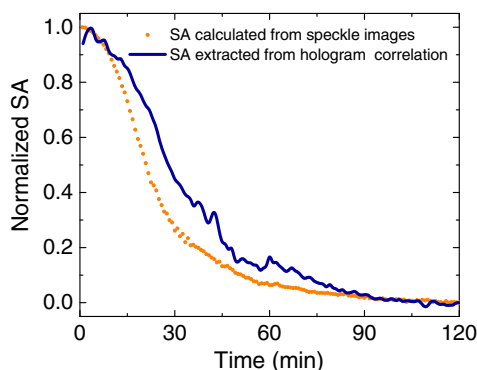 SA calculated from speckle images
SA extracted from hologram correlation
Normalized SA
1.0
0.8
0.6
0.4
0.2
0.0
0 30 60 90 120
Time (min)